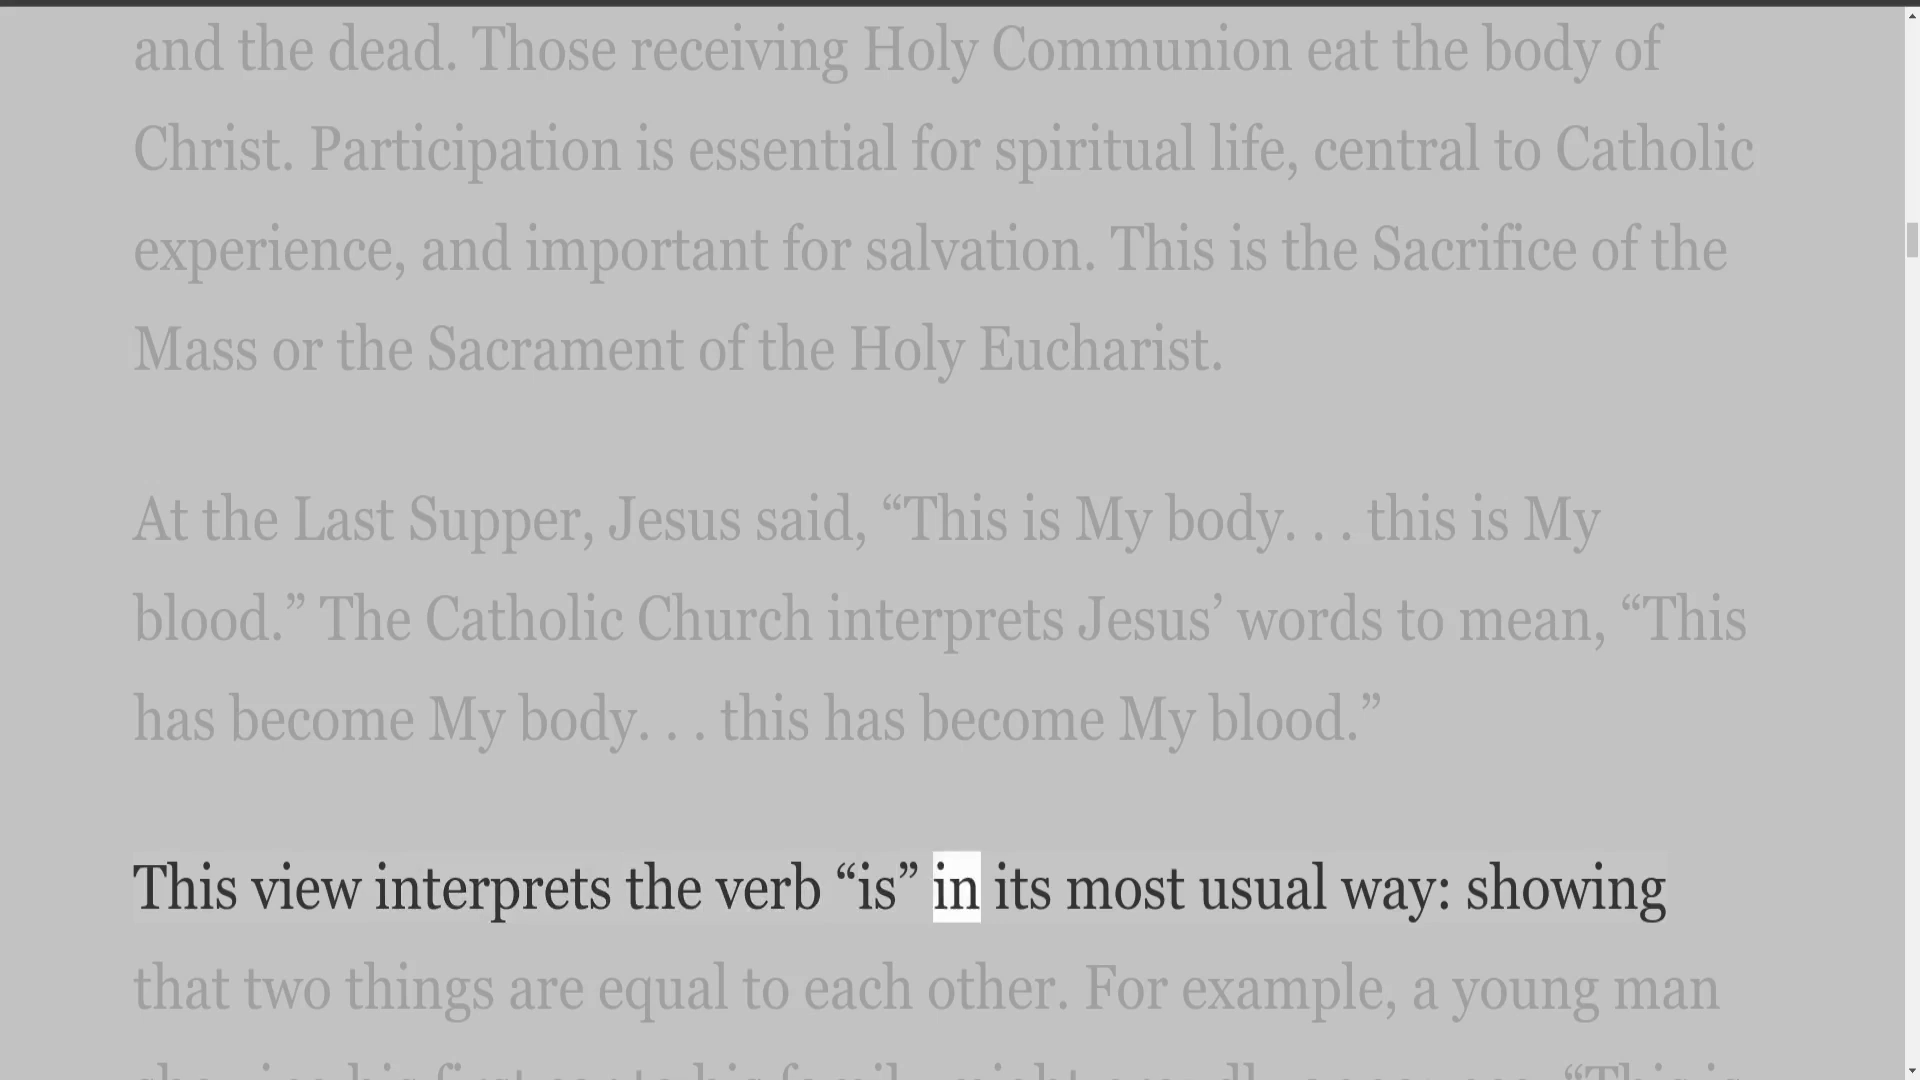 and the dead. Those receiving Holy Communion eat the body of
Christ. Participation is essential for spiritual life, central to Catholic
experience, and important for salvation. This is the Sacrifice of the
Mass or the Sacrament of the Holy Eucharist.
At the Last Supper, Jesus said, “This is My body. . . this is My
blood.” The Catholic Church interprets Jesus’ words to mean, “This
has become My body. . . this has become My blood.”
This view interprets the verb “is” in its most usual way: showing
that two things are equal to each other. For example, a young man